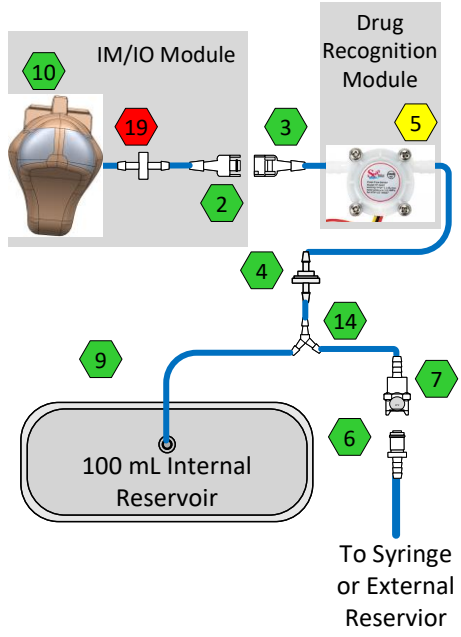 Drug
Recognition
Module
IM/IO Module
10
19
3
5
2
4
14
9
7
6
100 mL Internal
Reservoir
To Syringe
or External
Reservior